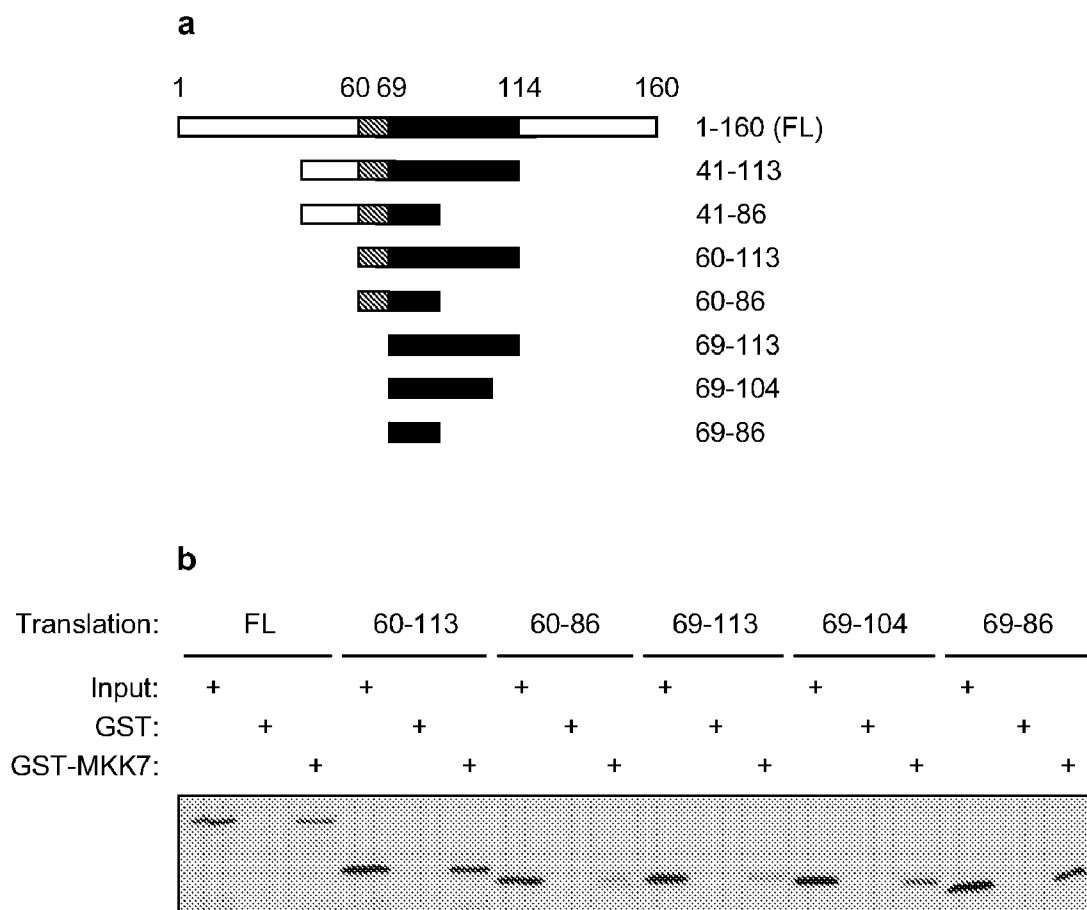 a
1 60 69 114 160
1-160 (FL)
41-113
41-86
60-113
60-86
69-113
69-104
69-86
b
Translation: FL 60-113 60-86 69-113 69-104 69-86
Input: + + + + + +
GST: + + + + + +
GST-MKK7: + + + + + +